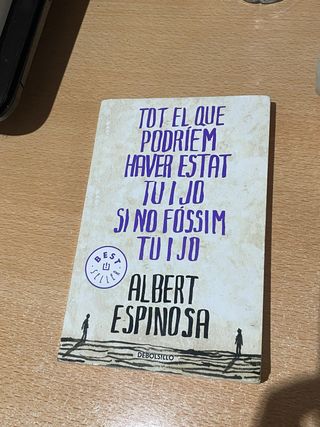 TOT EL QUE
PODRÍEM
HAVER ESTAT
TU I JO
SI NO FÓSSIM
TU I JO
BEST
SELLER
ALBERT
ESPINOSA
DEBOLSILLO